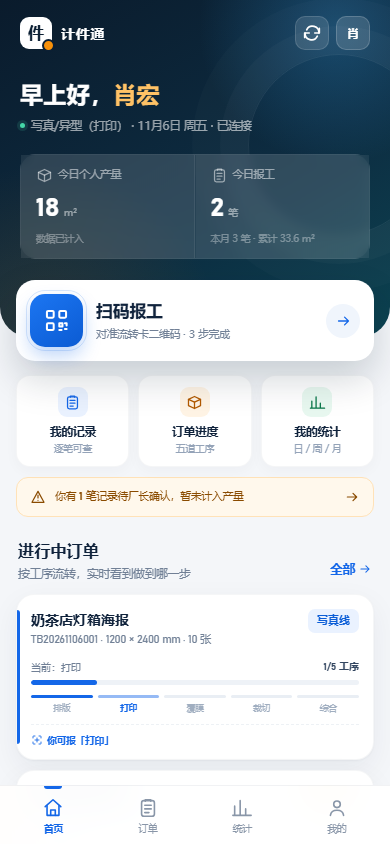 件 计件通 肖
早上好，肖宏
写真/异型（打印） · 11月6日 周五 · 已连接
今日个人产量
18 m²
数据已计入
今日报工
2 笔
本月 3 笔 · 累计 33.6 m²
扫码报工
对准流转卡二维码 · 3 步完成
我的记录
逐笔可查
订单进度
五道工序
我的统计
日 / 周 / 月
你有 1 笔记录待厂长确认，暂未计入产量
进行中订单
按工序流转，实时看到做到哪一步
全部
奶茶店灯箱海报
写真线
TB20261106001 · 1200 × 2400 mm · 10 张
当前：打印
1/5 工序
排版 打印 覆膜 裁切 综合
你可报「打印」
首页 订单 统计 我的